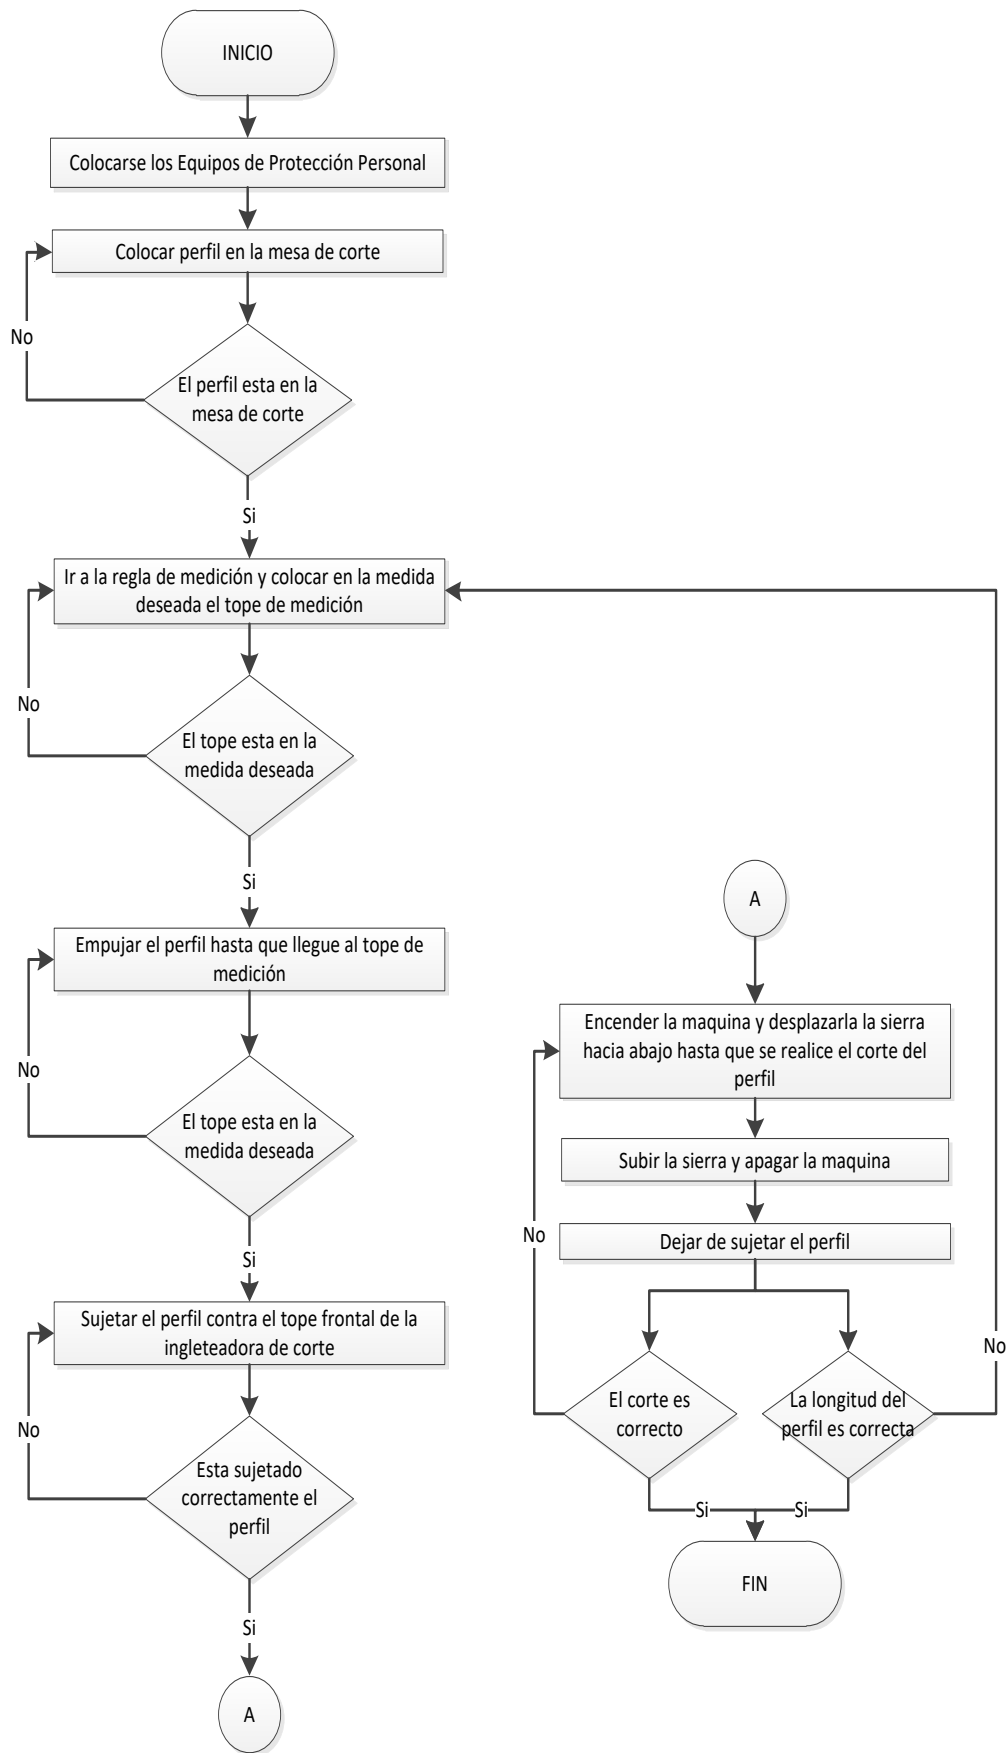 INICIO
Colocarse los Equipos de Protección Personal
Colocar perfil en la mesa de corte
No
El perfil esta en la
mesa de corte
Si
Ir a la regla de medición y colocar en la medida
deseada el tope de medición
No
El tope esta en la
medida deseada
Si
Empujar el perfil hasta que llegue al tope de
medición
No
El tope esta en la
medida deseada
Si
Sujetar el perfil contra el tope frontal de la
ingleteadora de corte
No
Esta sujetado
correctamente el
perfil
Si
A
A
Encender la maquina y desplazarla la sierra
hacia abajo hasta que se realice el corte del
perfil
Subir la sierra y apagar la maquina
No
Dejar de sujetar el perfil
No
El corte es
correcto
La longitud del
perfil es correcta
Si
Si
FIN